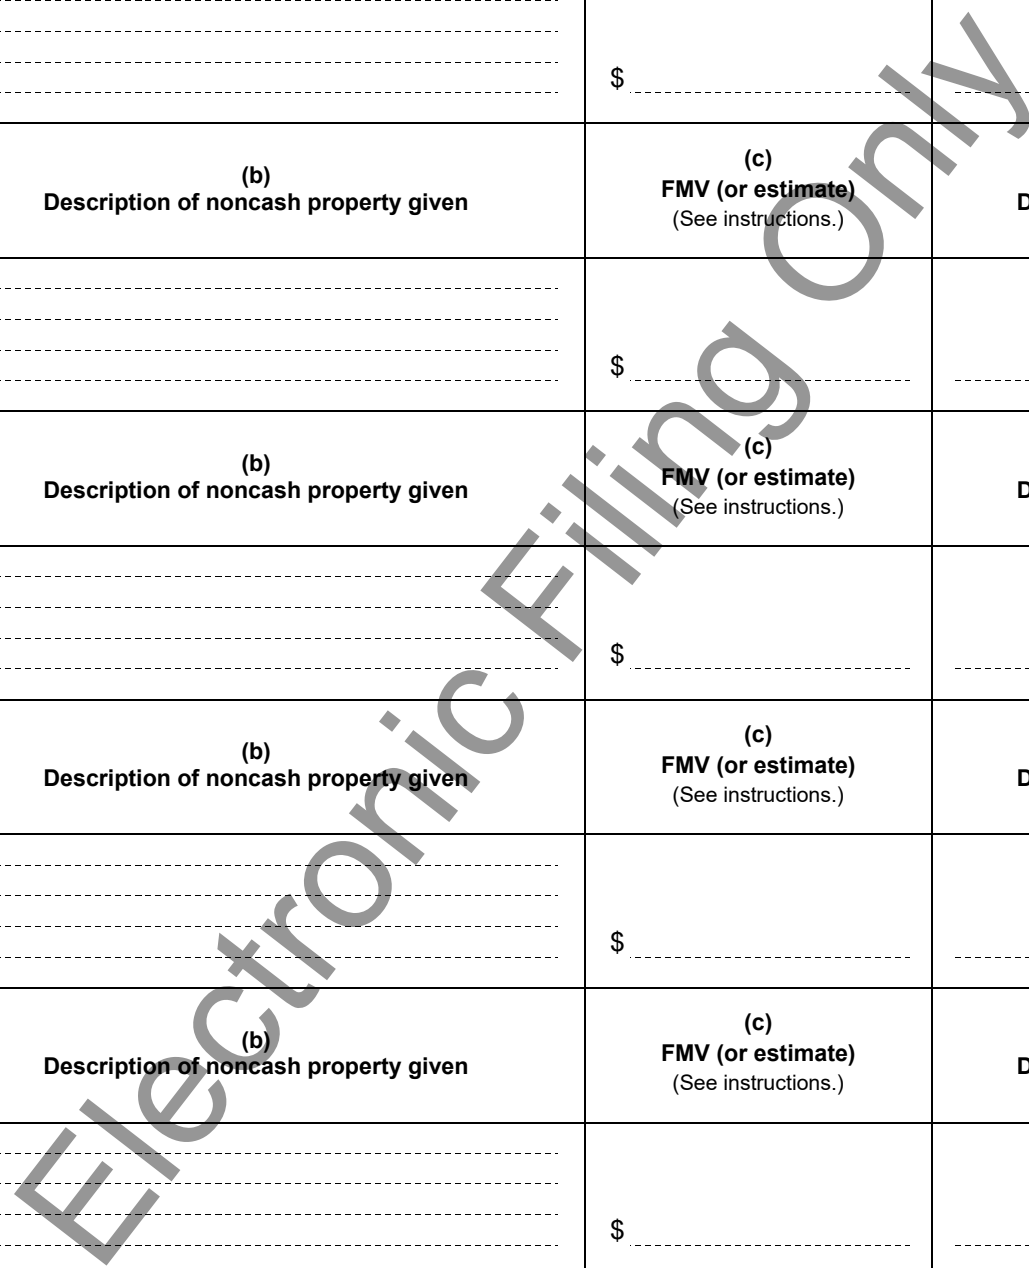 $
(b)
Description of noncash property given
(c)
FMV (or estimate)
(See instructions.)
D
$
(b)
Description of noncash property given
(c)
FMV (or estimate)
(See instructions.)
D
$
(b)
Description of noncash property given
(c)
FMV (or estimate)
(See instructions.)
D
$
(b)
Description of noncash property given
(c)
FMV (or estimate)
(See instructions.)
D
$
Electronic Filing Only